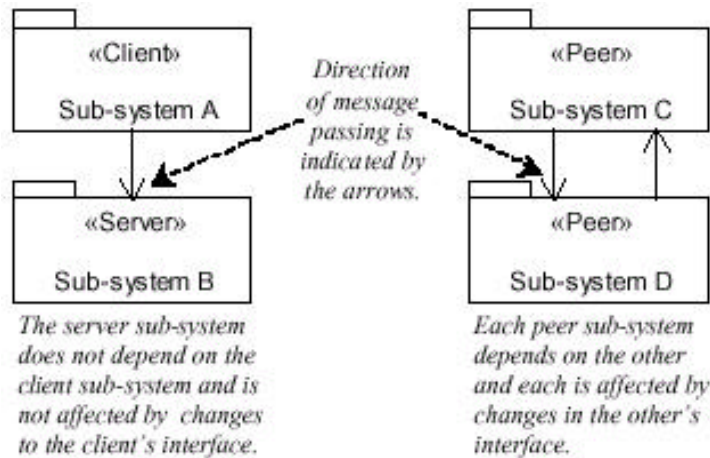 «Client»
Sub-system A
«Server»
Sub-system B
The server sub-system
does not depend on the
client sub-system and is
not affected by changes
to the client's interface.
Direction
of message
passing is
indicated by
the arrows.
«Peer»
Sub-system C
«Peer»
Sub-system D
Each peer sub-system
depends on the other
and each is affected by
changes in the other's
interface.